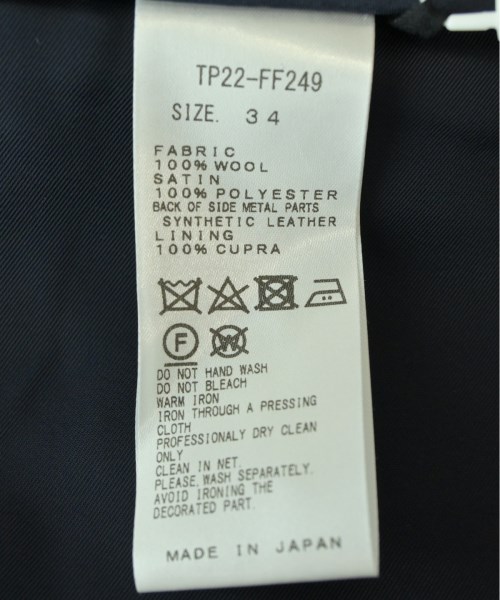 TP22-FF249
SIZE. 34
FABRIC
100% WOOL
SATIN
100% POLYESTER
BACK OF SIDE METAL PARTS
SYNTHETIC LEATHER
LINING
100% CUPRA
F W
DO NOT HAND WASH
DO NOT BLEACH
WARM IRON
IRON THROUGH A PRESSING
CLOTH
PROFESSIONALY DRY CLEAN
ONLY
CLEAN IN NET.
PLEASE, WASH SEPARATELY.
AVOID IRONING THE
DECORATED PART.
MADE IN JAPAN